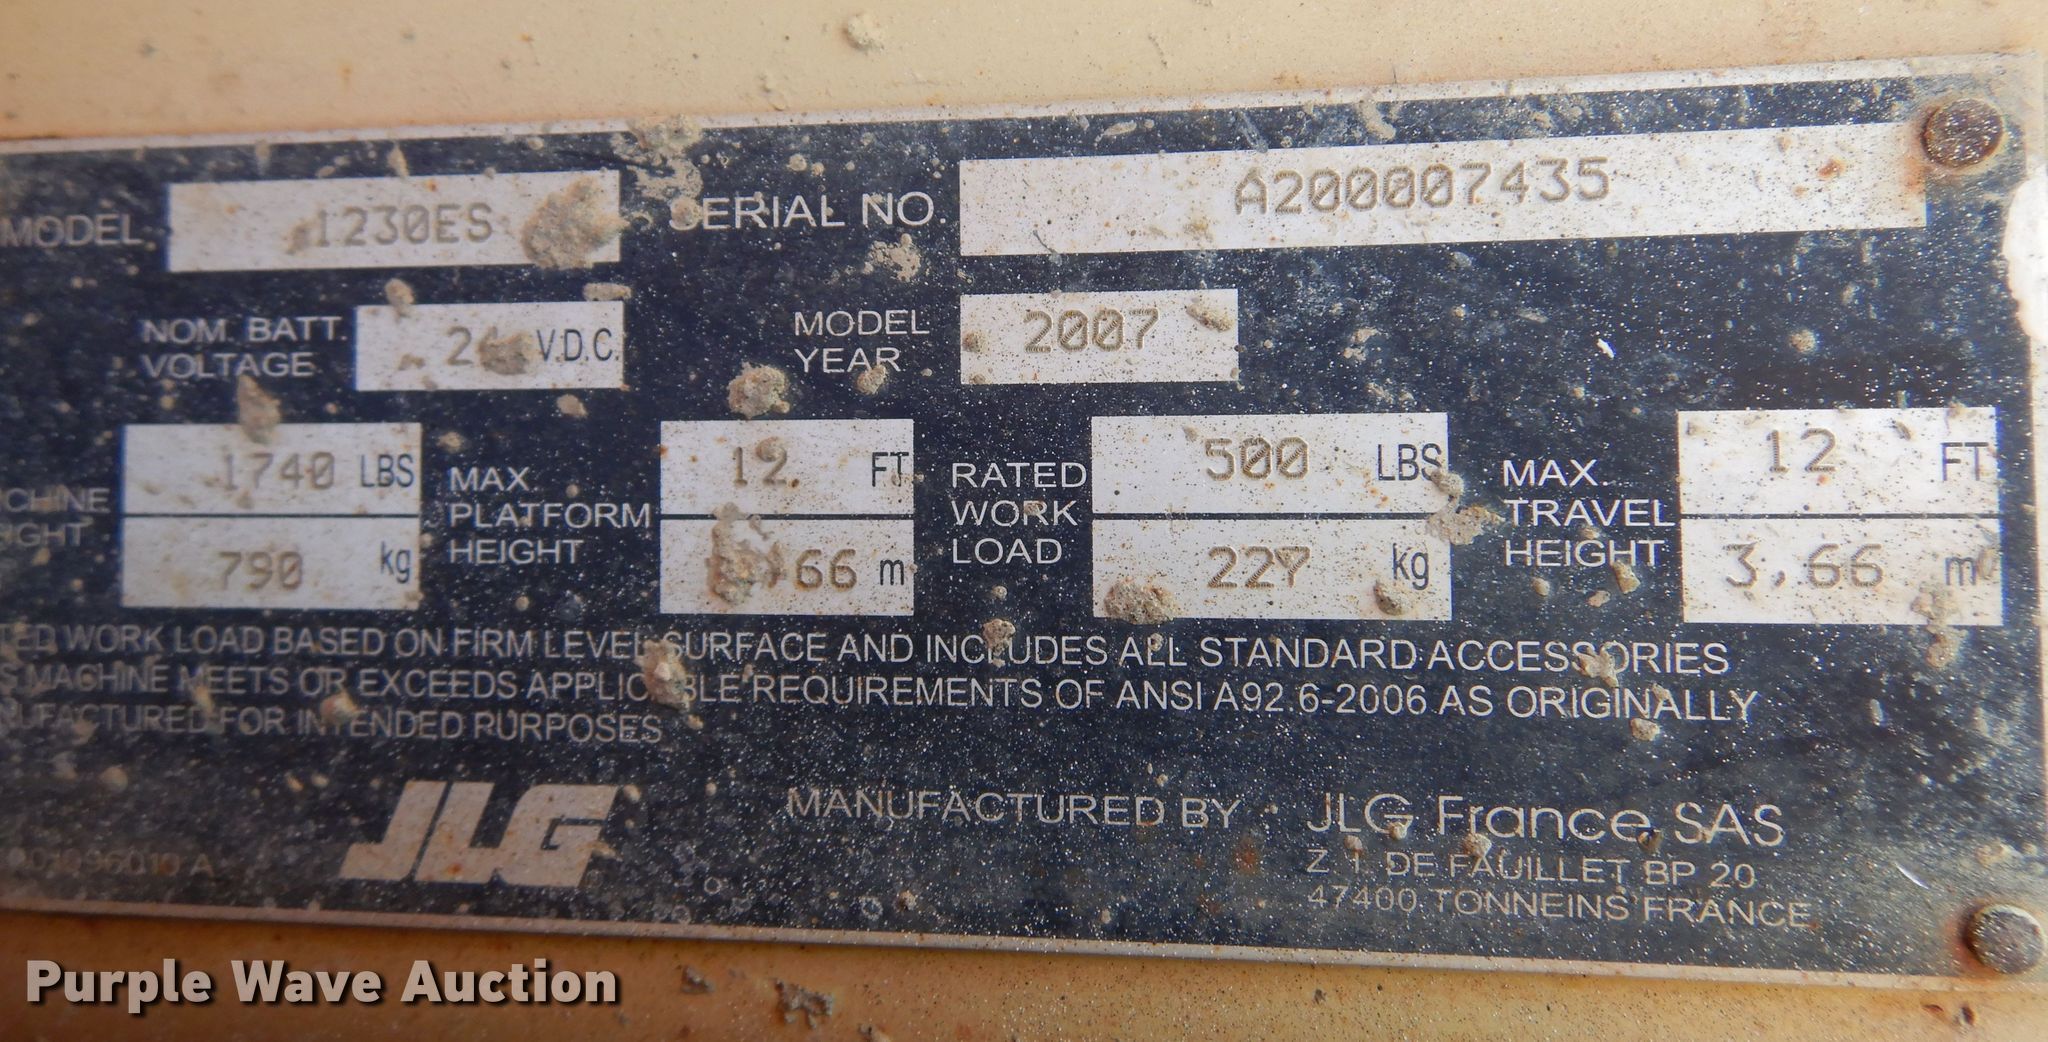 MODEL 1230ES SERIAL NO. A200007435
NOM. BATT. VOLTAGE V.D.C. MODEL YEAR 2007
1740 LBS 790 kg
MAX. PLATFORM HEIGHT 12 FT m
RATED WORK LOAD 500 LBS 227 kg
MAX. TRAVEL HEIGHT 12 FT 3.66 m
WORK LOAD BASED ON FIRM LEVEL SURFACE AND INCLUDES ALL STANDARD ACCESSORIES
MACHINE MEETS OR EXCEEDS APPLICABLE REQUIREMENTS OF ANSI A92.6-2006 AS ORIGINALLY
FOR INTENDED PURPOSES
JLG MANUFACTURED BY JLG France SAS
Z. I. DE FAUILLET BP 20
47400 TONNEINS FRANCE
Purple Wave Auction